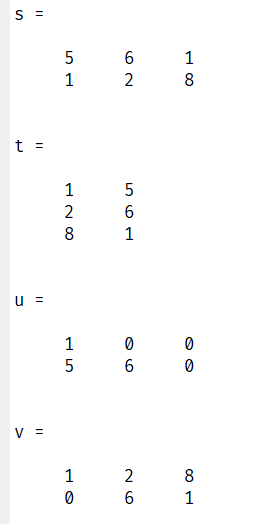 s =
5 6 1
1 2 8
t =
1 5
2 6
8 1
u =
1 0 0
5 6 0
v =
1 2 8
0 6 1